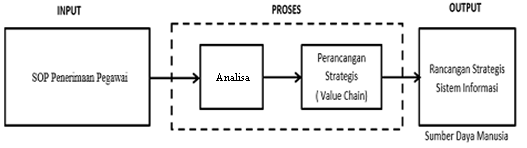 INPUT
PROSES
OUTPUT
SOP Penerimaan Pegawai
Analisa
Perancangan
Strategis
( Value Chain)
Rancangan Strategis
Sistem Informasi
Sumber Daya Manusia